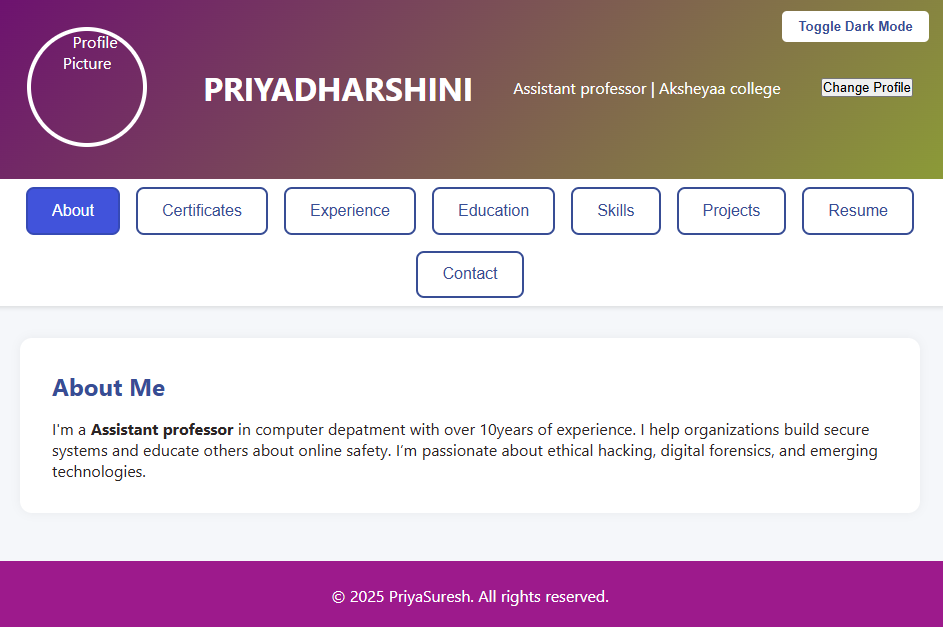 Toggle Dark Mode
Profile
Picture
PRIYADHARSHINI
Assistant professor | Aksheyaa college
Change Profile
About
Certificates
Experience
Education
Skills
Projects
Resume
Contact
About Me
I'm a Assistant professor in computer depatment with over 10years of experience. I help organizations build secure
systems and educate others about online safety. I’m passionate about ethical hacking, digital forensics, and emerging
technologies.
© 2025 PriyaSuresh. All rights reserved.